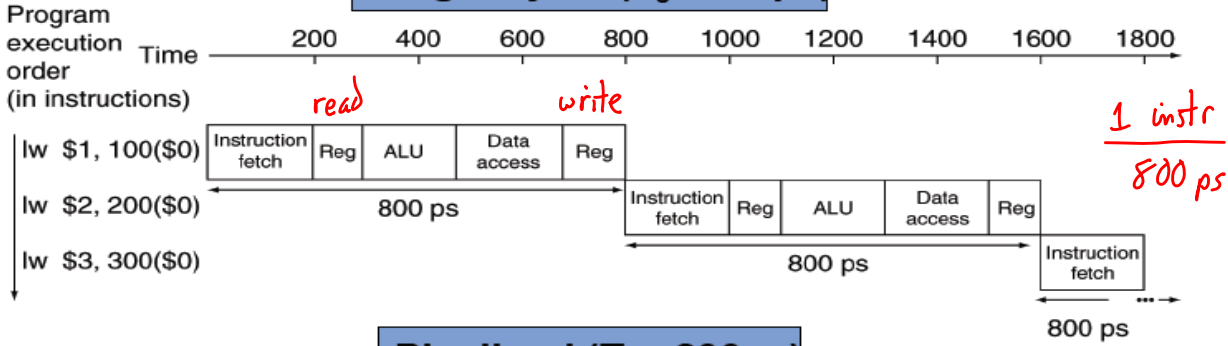 Program
execution
order
(in instructions)
Time
200 400 600 800 1000 1200 1400 1600 1800
read write
1 instr
800 ps
lw $1, 100($0) Instruction fetch Reg ALU Data access Reg
800 ps
lw $2, 200($0) Instruction fetch Reg ALU Data access Reg
800 ps
lw $3, 300($0) Instruction fetch
...
800 ps